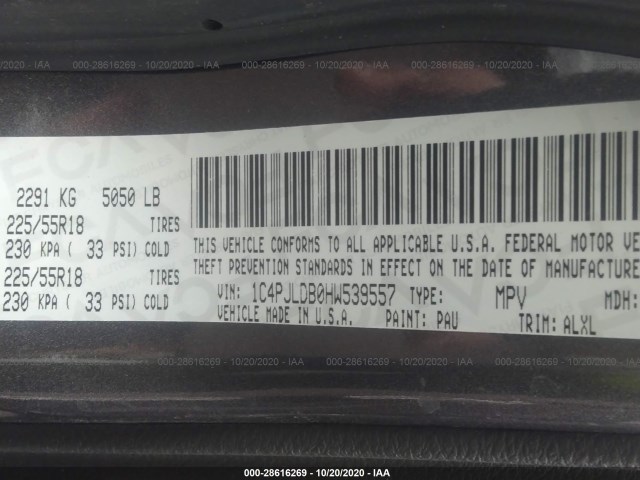 000-28616269 - 10/20/2020 - IAA 000-28616269 - 10/20/2020 - IAA 000-28616269 - 10/20/2020 - IAA
2291 KG 5050 LB
225/55R18 TIRES
230 KPA ( 33 PSI) COLD
225/55R18 TIRES
230 KPA ( 33 PSI) COLD
THIS VEHICLE CONFORMS TO ALL APPLICABLE U.S.A. FEDERAL MOTOR
THEFT PREVENTION STANDARDS IN EFFECT ON THE DATE OF MANUFACTURE
VIN: 1C4PJLDB0HW539557 TYPE: MPV MDH:
VEHICLE MADE IN U.S.A. PAINT: PAU TRIM: ALXL
000-28616269 - 10/20/2020 - IAA 000-28616269 - 10/20/2020 - IAA 000-28616269 - 10/20/2020 - IAA
000-28616269 - 10/20/2020 - IAA